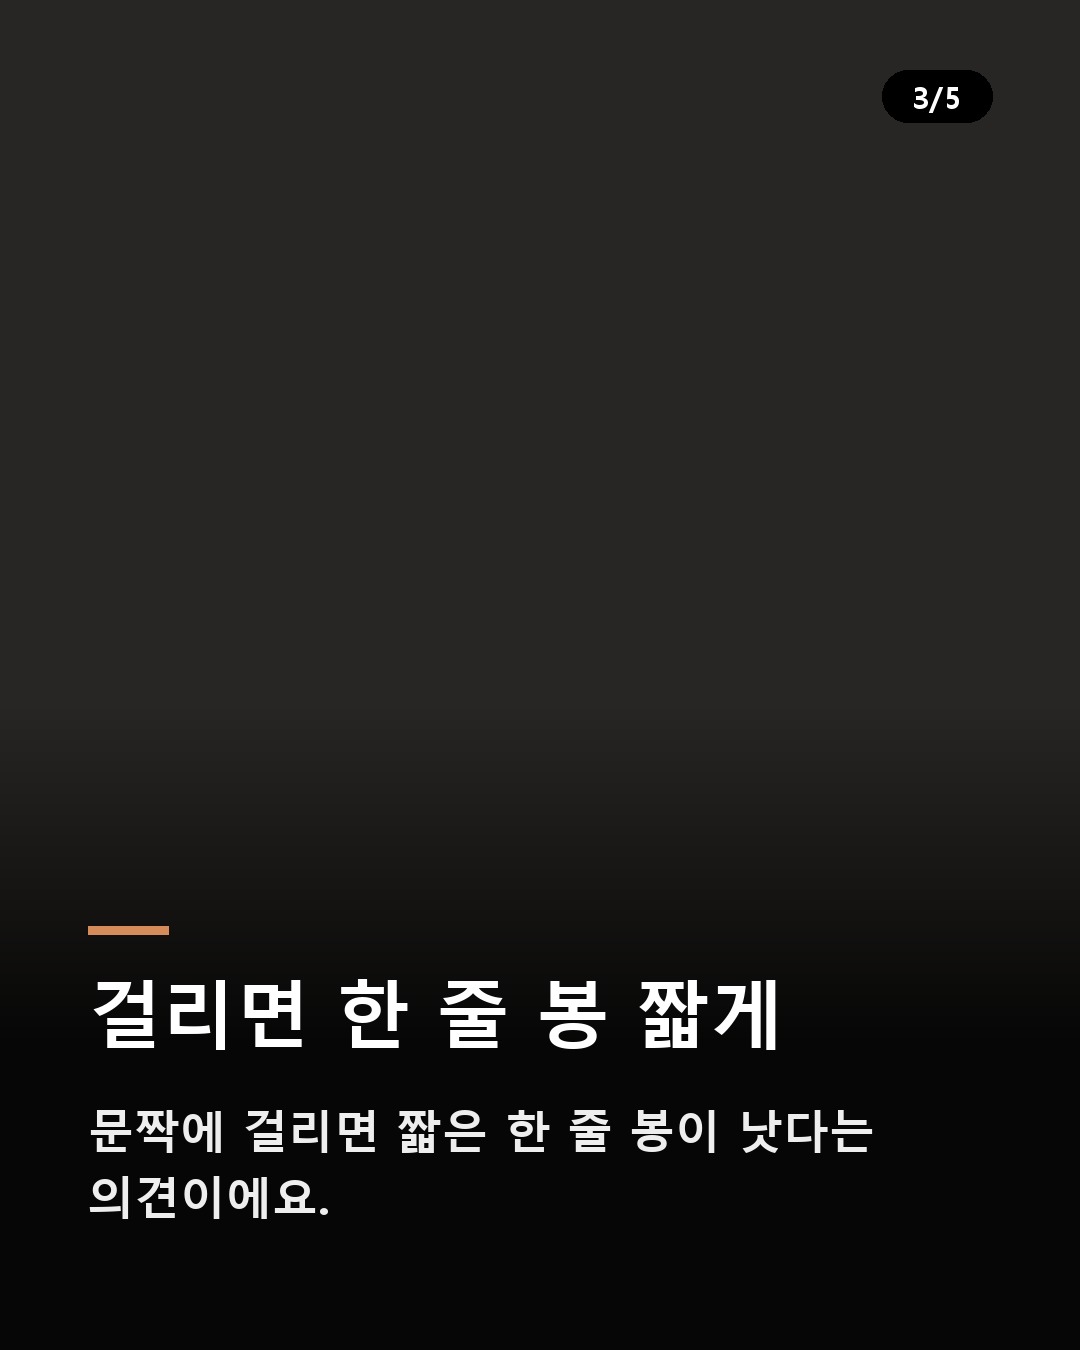 3/5
걸리면 한 줄 봉 짧게
문짝에 걸리면 짧은 한 줄 봉이 낫다는
의견이에요.